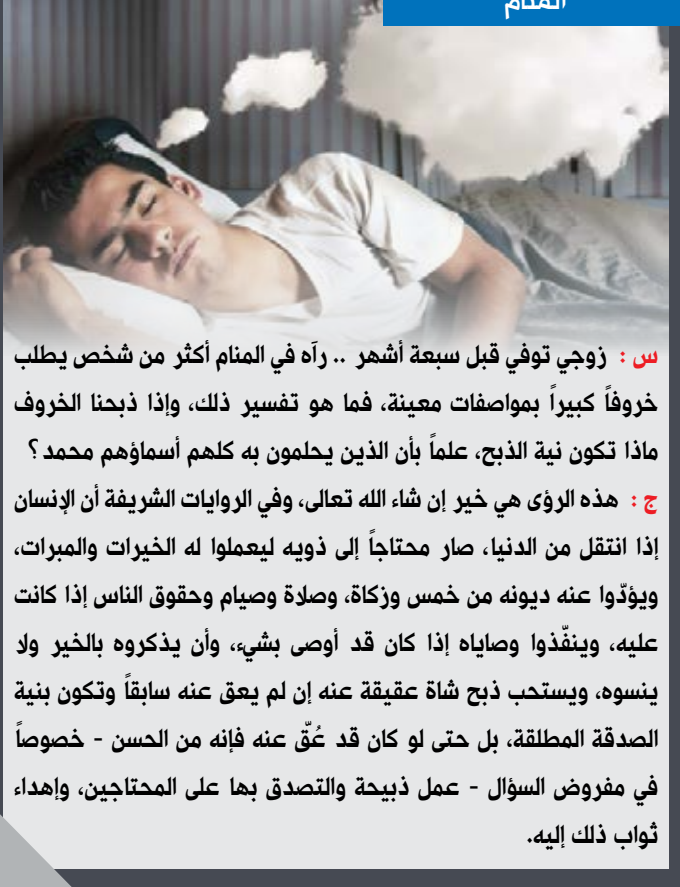 المنام
س : زوجي توفي قبل سبعة أشهر .. رآه في المنام أكثر من شخص يطلب
خروفاً كبيراً بمواصفات معينة، فما هو تفسير ذلك، وإذا ذبحنا الخروف
ماذا تكون نية الذبح، علماً بأن الذين يحلمون به كلهم أسماؤهم محمد ؟
ج : هذه الرؤى هي خير إن شاء الله تعالى، وفي الروايات الشريفة أن الإنسان
إذا انتقل من الدنيا، صار محتاجاً إلى ذويه ليعملوا له الخيرات والمبرات،
ويؤدّوا عنه ديونه من خمس وزكاة، وصلاة وصيام وحقوق الناس إذا كانت
عليه، وينفّذوا وصاياه إذا كان قد أوصى بشيء، وأن يذكروه بالخير ولا
ينسوه، ويستحب ذبح شاة عقيقة عنه إن لم يعق عنه سابقاً وتكون بنية
الصدقة المطلقة، بل حتى لو كان قد عُقّ عنه فإنه من الحسن - خصوصاً
في مفروض السؤال - عمل ذبيحة والتصدق بها على المحتاجين، وإهداء
ثواب ذلك إليه.